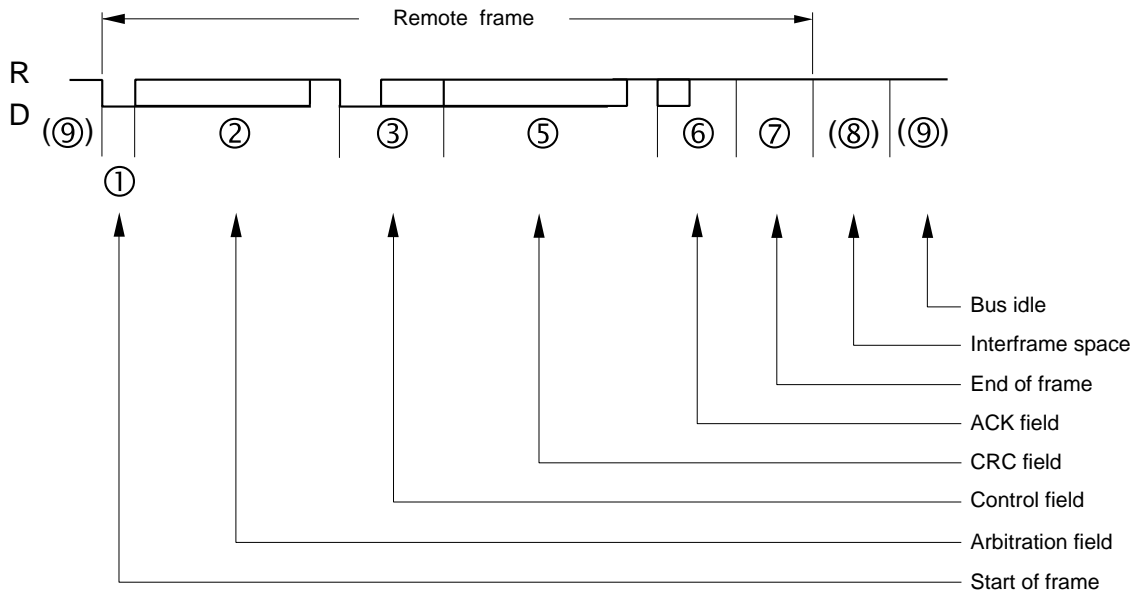 Remote frame
R
D
(⑨) ② ③ ⑤ ⑥ ⑦ (⑧) (⑨)
①
Bus idle
Interframe space
End of frame
ACK field
CRC field
Control field
Arbitration field
Start of frame